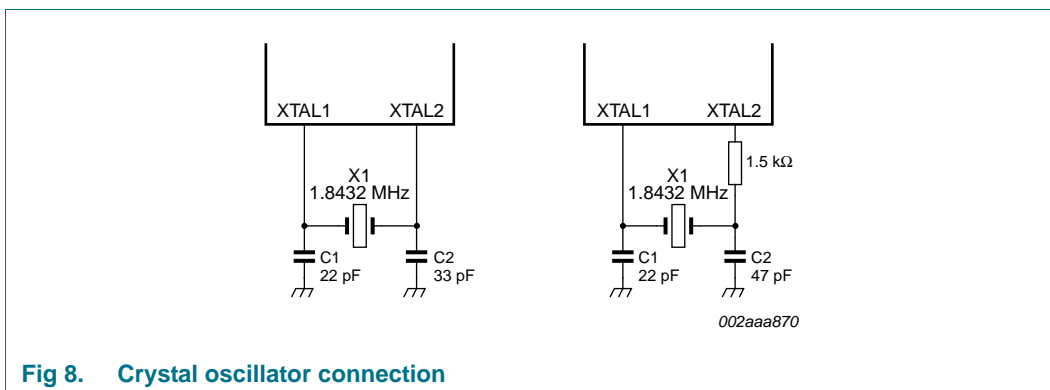 XTAL1 XTAL2
X1
1.8432 MHz
C1
22 pF
C2
33 pF
XTAL1 XTAL2
1.5 kΩ
X1
1.8432 MHz
C1
22 pF
C2
47 pF
002aaa870
Fig 8. Crystal oscillator connection